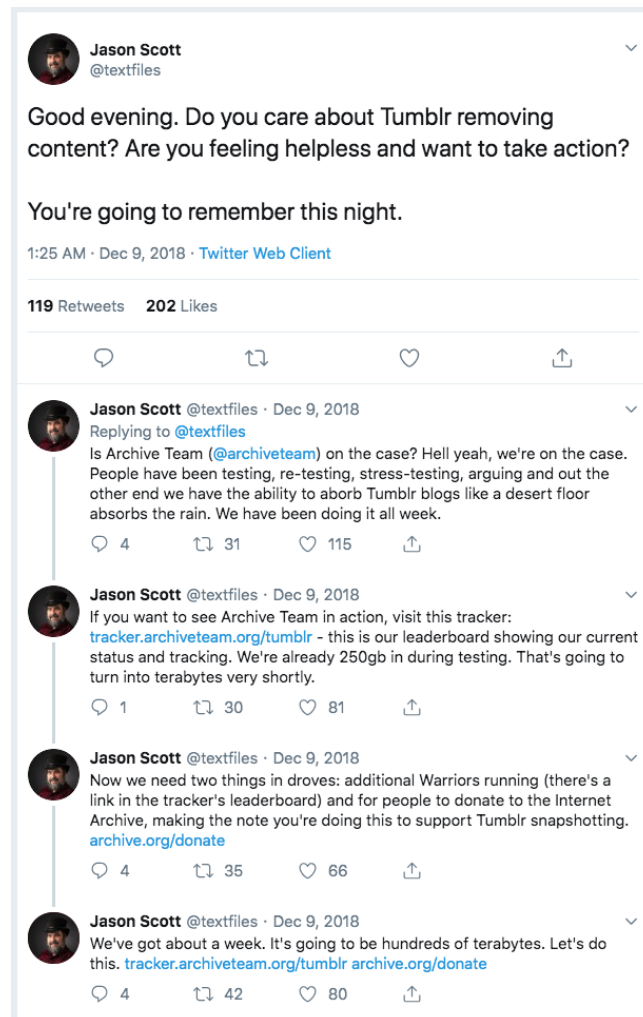 Jason Scott
@textfiles
Good evening. Do you care about Tumblr removing
content? Are you feeling helpless and want to take action?
You're going to remember this night.
1:25 AM · Dec 9, 2018 · Twitter Web Client
119 Retweets 202 Likes
Jason Scott @textfiles · Dec 9, 2018
Replying to @textfiles
Is Archive Team (@archiveteam) on the case? Hell yeah, we're on the case.
People have been testing, re-testing, stress-testing, arguing and out the
other end we have the ability to aborb Tumblr blogs like a desert floor
absorbs the rain. We have been doing it all week.
4 31 115
Jason Scott @textfiles · Dec 9, 2018
If you want to see Archive Team in action, visit this tracker:
tracker.archiveteam.org/tumblr - this is our leaderboard showing our current
status and tracking. We're already 250gb in during testing. That's going to
turn into terabytes very shortly.
1 30 81
Jason Scott @textfiles · Dec 9, 2018
Now we need two things in droves: additional Warriors running (there's a
link in the tracker's leaderboard) and for people to donate to the Internet
Archive, making the note you're doing this to support Tumblr snapshotting.
archive.org/donate
4 35 66
Jason Scott @textfiles · Dec 9, 2018
We've got about a week. It's going to be hundreds of terabytes. Let's do
this. tracker.archiveteam.org/tumblr archive.org/donate
4 42 80